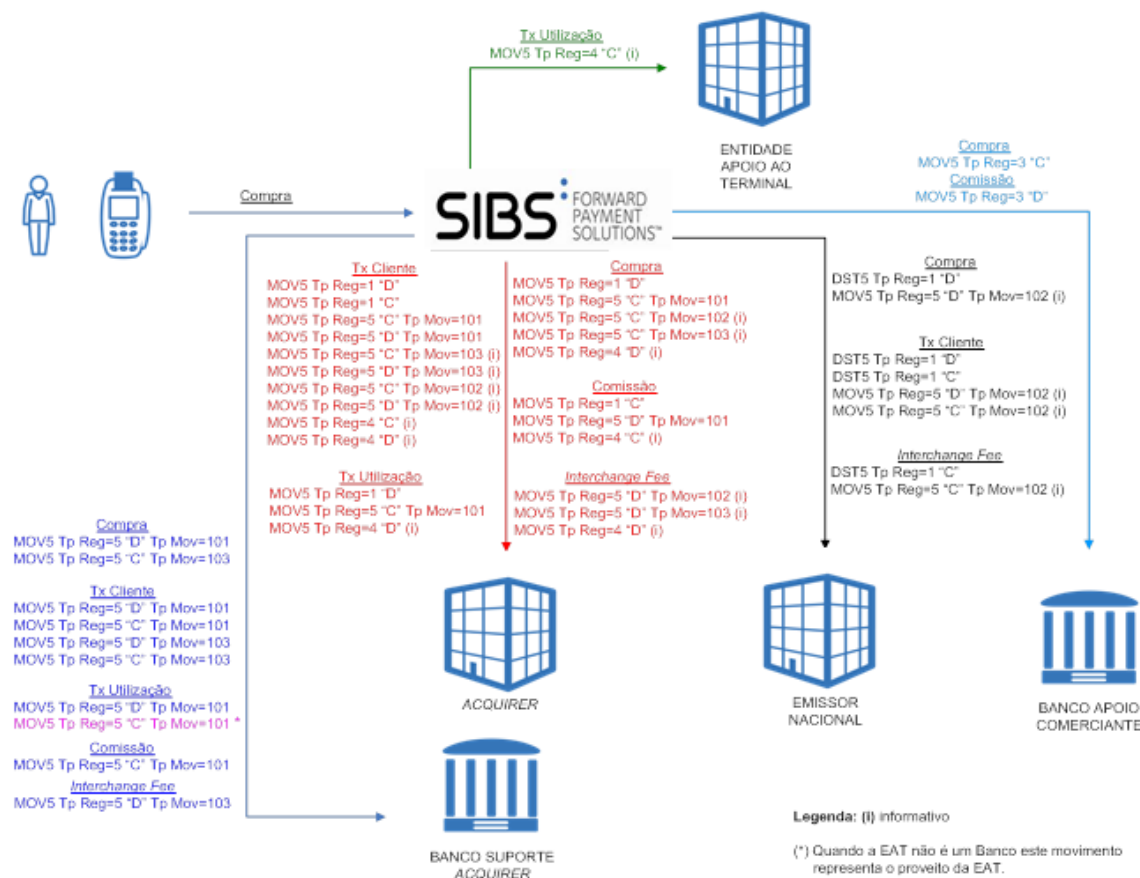 Tx Utilização
MOV5 Tp Reg=4 “C” (i)
ENTIDADE
APOIO AO
TERMINAL
Compra
MOV5 Tp Reg=3 “C”
Comissão
MOV5 Tp Reg=3 “D”
Compra
SIBS FORWARD
PAYMENT
SOLUTIONS™
Tx Cliente
MOV5 Tp Reg=1 “D”
MOV5 Tp Reg=1 “C”
MOV5 Tp Reg=5 “C” Tp Mov=101
MOV5 Tp Reg=5 “D” Tp Mov=101
MOV5 Tp Reg=5 “C” Tp Mov=103 (i)
MOV5 Tp Reg=5 “D” Tp Mov=103 (i)
MOV5 Tp Reg=5 “C” Tp Mov=102 (i)
MOV5 Tp Reg=5 “D” Tp Mov=102 (i)
MOV5 Tp Reg=4 “C” (i)
MOV5 Tp Reg=4 “D” (i)
Tx Utilização
MOV5 Tp Reg=1 “D”
MOV5 Tp Reg=5 “C” Tp Mov=101
MOV5 Tp Reg=4 “D” (i)
Compra
MOV5 Tp Reg=1 “D”
MOV5 Tp Reg=5 “C” Tp Mov=101
MOV5 Tp Reg=5 “C” Tp Mov=102 (i)
MOV5 Tp Reg=5 “C” Tp Mov=103 (i)
MOV5 Tp Reg=4 “D” (i)
Comissão
MOV5 Tp Reg=1 “C”
MOV5 Tp Reg=5 “D” Tp Mov=101
MOV5 Tp Reg=4 “C” (i)
Interchange Fee
MOV5 Tp Reg=5 “D” Tp Mov=102 (i)
MOV5 Tp Reg=5 “D” Tp Mov=103 (i)
MOV5 Tp Reg=4 “D” (i)
Compra
DST5 Tp Reg=1 “D”
MOV5 Tp Reg=5 “D” Tp Mov=102 (i)
Tx Cliente
DST5 Tp Reg=1 “D”
DST5 Tp Reg=1 “C”
MOV5 Tp Reg=5 “D” Tp Mov=102 (i)
MOV5 Tp Reg=5 “C” Tp Mov=102 (i)
Interchange Fee
DST5 Tp Reg=1 “C”
MOV5 Tp Reg=5 “C” Tp Mov=102 (i)
Compra
MOV5 Tp Reg=5 “D” Tp Mov=101
MOV5 Tp Reg=5 “C” Tp Mov=103
Tx Cliente
MOV5 Tp Reg=5 “D” Tp Mov=101
MOV5 Tp Reg=5 “C” Tp Mov=101
MOV5 Tp Reg=5 “D” Tp Mov=103
MOV5 Tp Reg=5 “C” Tp Mov=103
Tx Utilização
MOV5 Tp Reg=5 “D” Tp Mov=101
MOV5 Tp Reg=5 “C” Tp Mov=101 *
Comissão
MOV5 Tp Reg=5 “C” Tp Mov=101
Interchange Fee
MOV5 Tp Reg=5 “D” Tp Mov=103
ACQUIRER
EMISSOR
NACIONAL
BANCO APOIO
COMERCIANTE
BANCO SUPORTE
ACQUIRER
Legenda: (i) informativo
(*) Quando a EAT não é um Banco este movimento
representa o proveito da EAT.